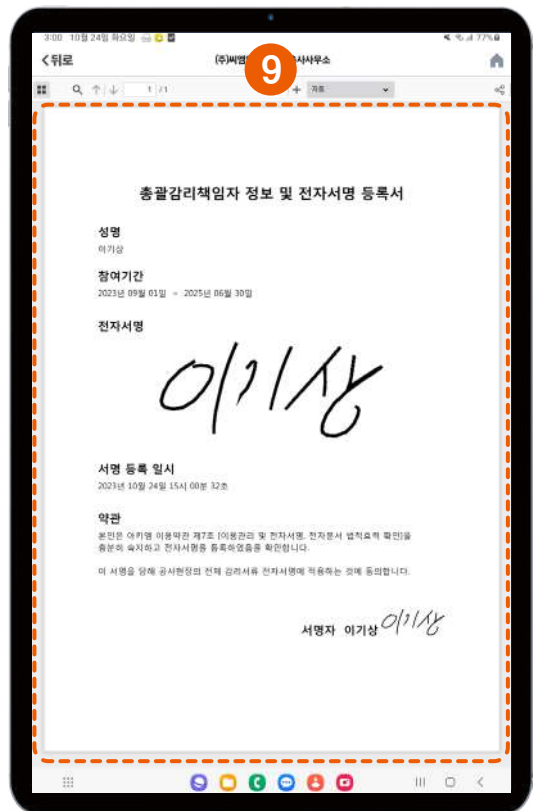 3:00 10월 24일 화요일
77%
뒤로
(주)씨엠 사사무소
9
1 /1
자동
총괄감리책임자 정보 및 전자서명 등록서
성명
이기상
참여기간
2023년 09월 01일 ~ 2025년 06월 30일
전자서명
이기상
서명 등록 일시
2023년 10월 24일 15시 00분 32초
약관
본인은 아키엠 이용약관 제7조 [이용관리 및 전자서명, 전자문서 법적효력 확인]을
충분히 숙지하고 전자서명을 등록하였음을 확인합니다.
이 서명을 당해 공사현장의 전체 감리서류 전자서명에 적용하는 것에 동의합니다.
서명자 이기상 이기상